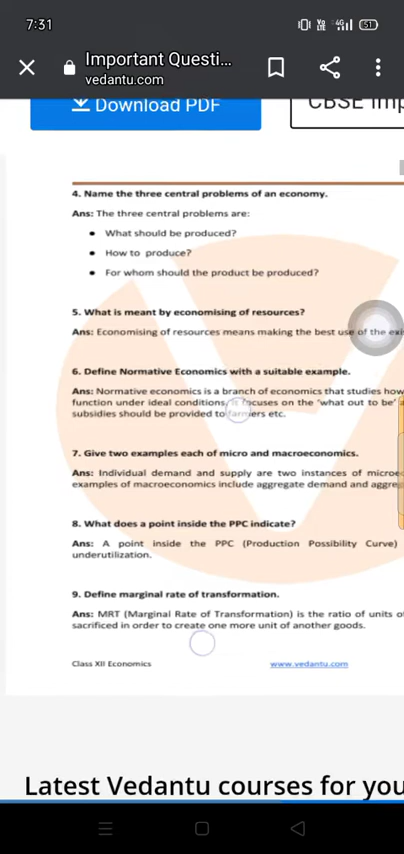 7:31
Vo LTE 4G 51
Important Questi...
vedantu.com
Download PDF
CBSE Imp
4. Name the three central problems of an economy.
Ans: The three central problems are:
• What should be produced?
• How to produce?
• For whom should the product be produced?
5. What is meant by economising of resources?
Ans: Economising of resources means making the best use of the exi
6. Define Normative Economics with a suitable example.
Ans: Normative economics is a branch of economics that studies how
function under ideal conditions. It focuses on the 'what out to be' a
subsidies should be provided to farmers etc.
7. Give two examples each of micro and macroeconomics.
Ans: Individual demand and supply are two instances of microe
examples of macroeconomics include aggregate demand and aggre
8. What does a point inside the PPC indicate?
Ans: A point inside the PPC (Production Possibility Curve)
underutilization.
9. Define marginal rate of transformation.
Ans: MRT (Marginal Rate of Transformation) is the ratio of units o
sacrificed in order to create one more unit of another goods.
Class XII Economics www.vedantu.com
Latest Vedantu courses for you